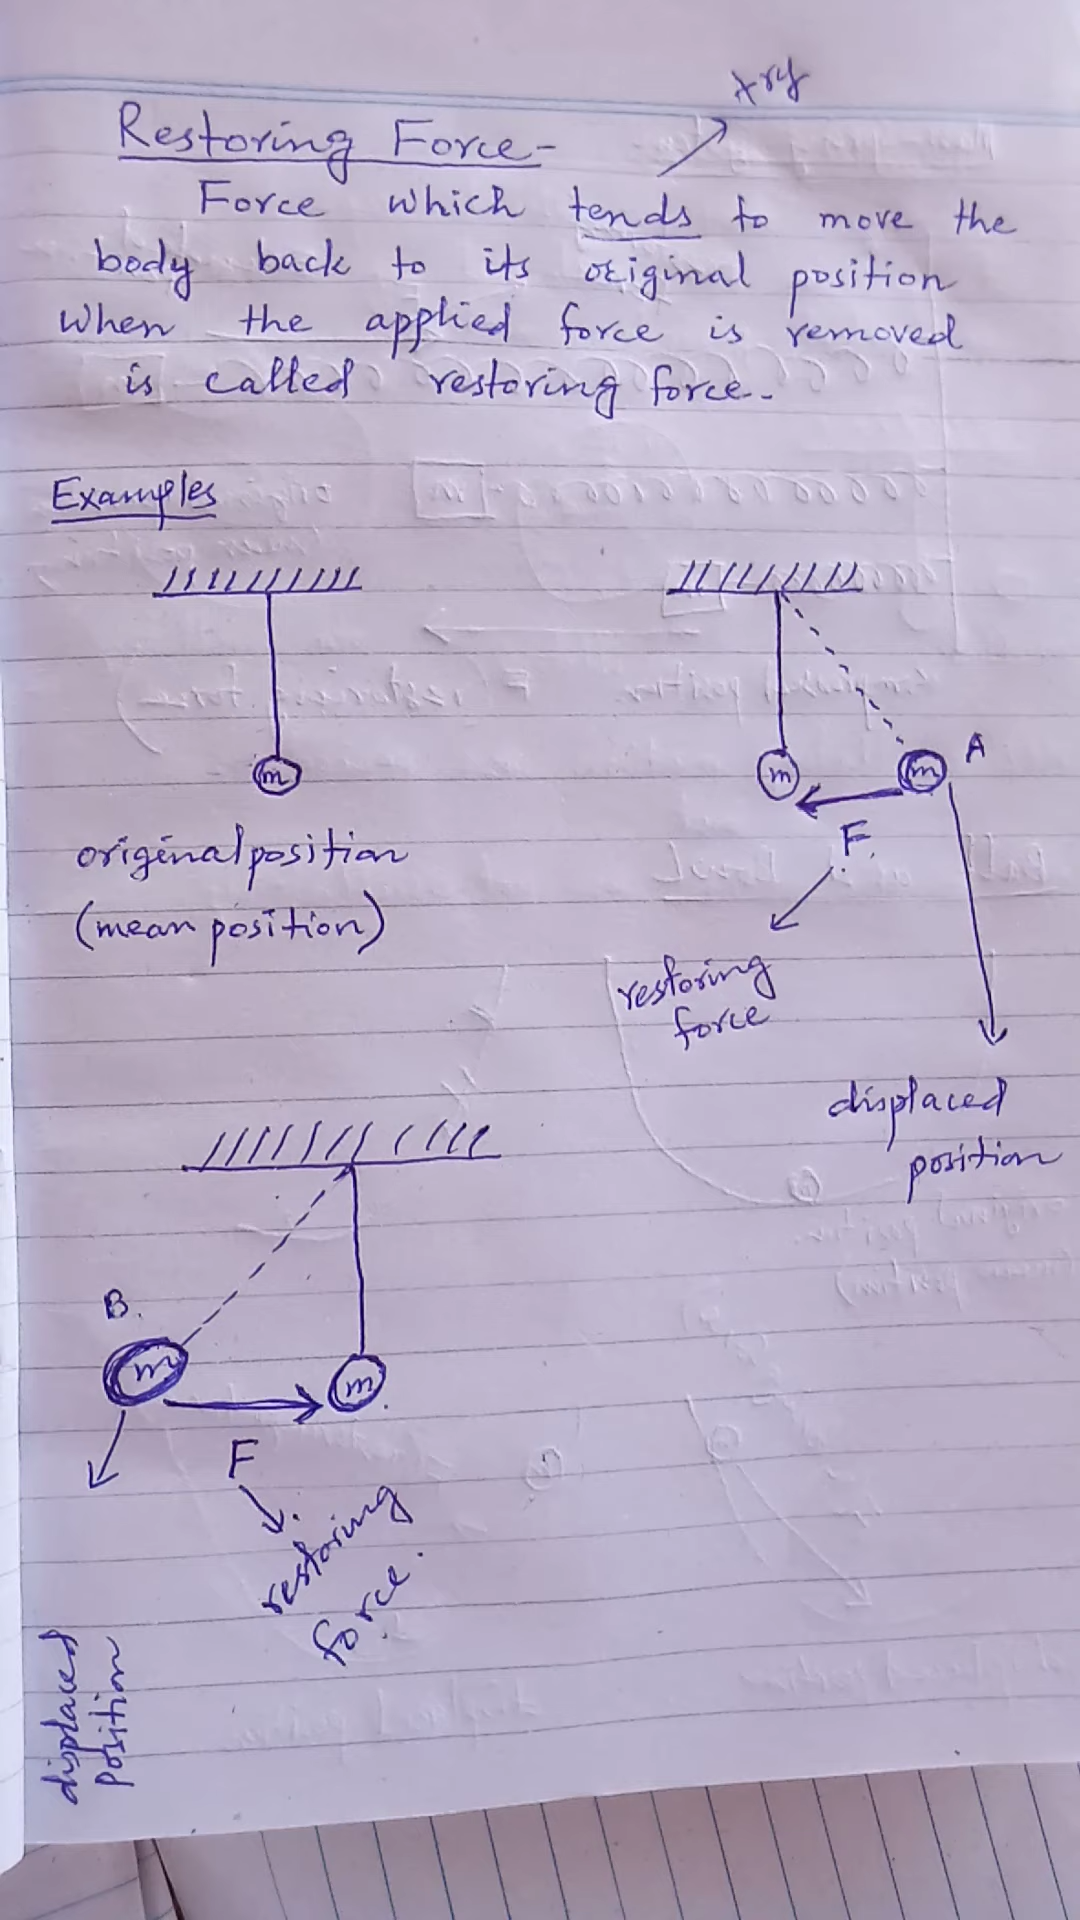 try
Restoring Force-
Force which tends to move the
body back to its original position
when the applied force is removed
is called restoring force.
Examples
m
original position
(mean position)
m
m
A
F
restoring
force
displaced
position
B.
m
m
F
restoring
force.
displaced
position